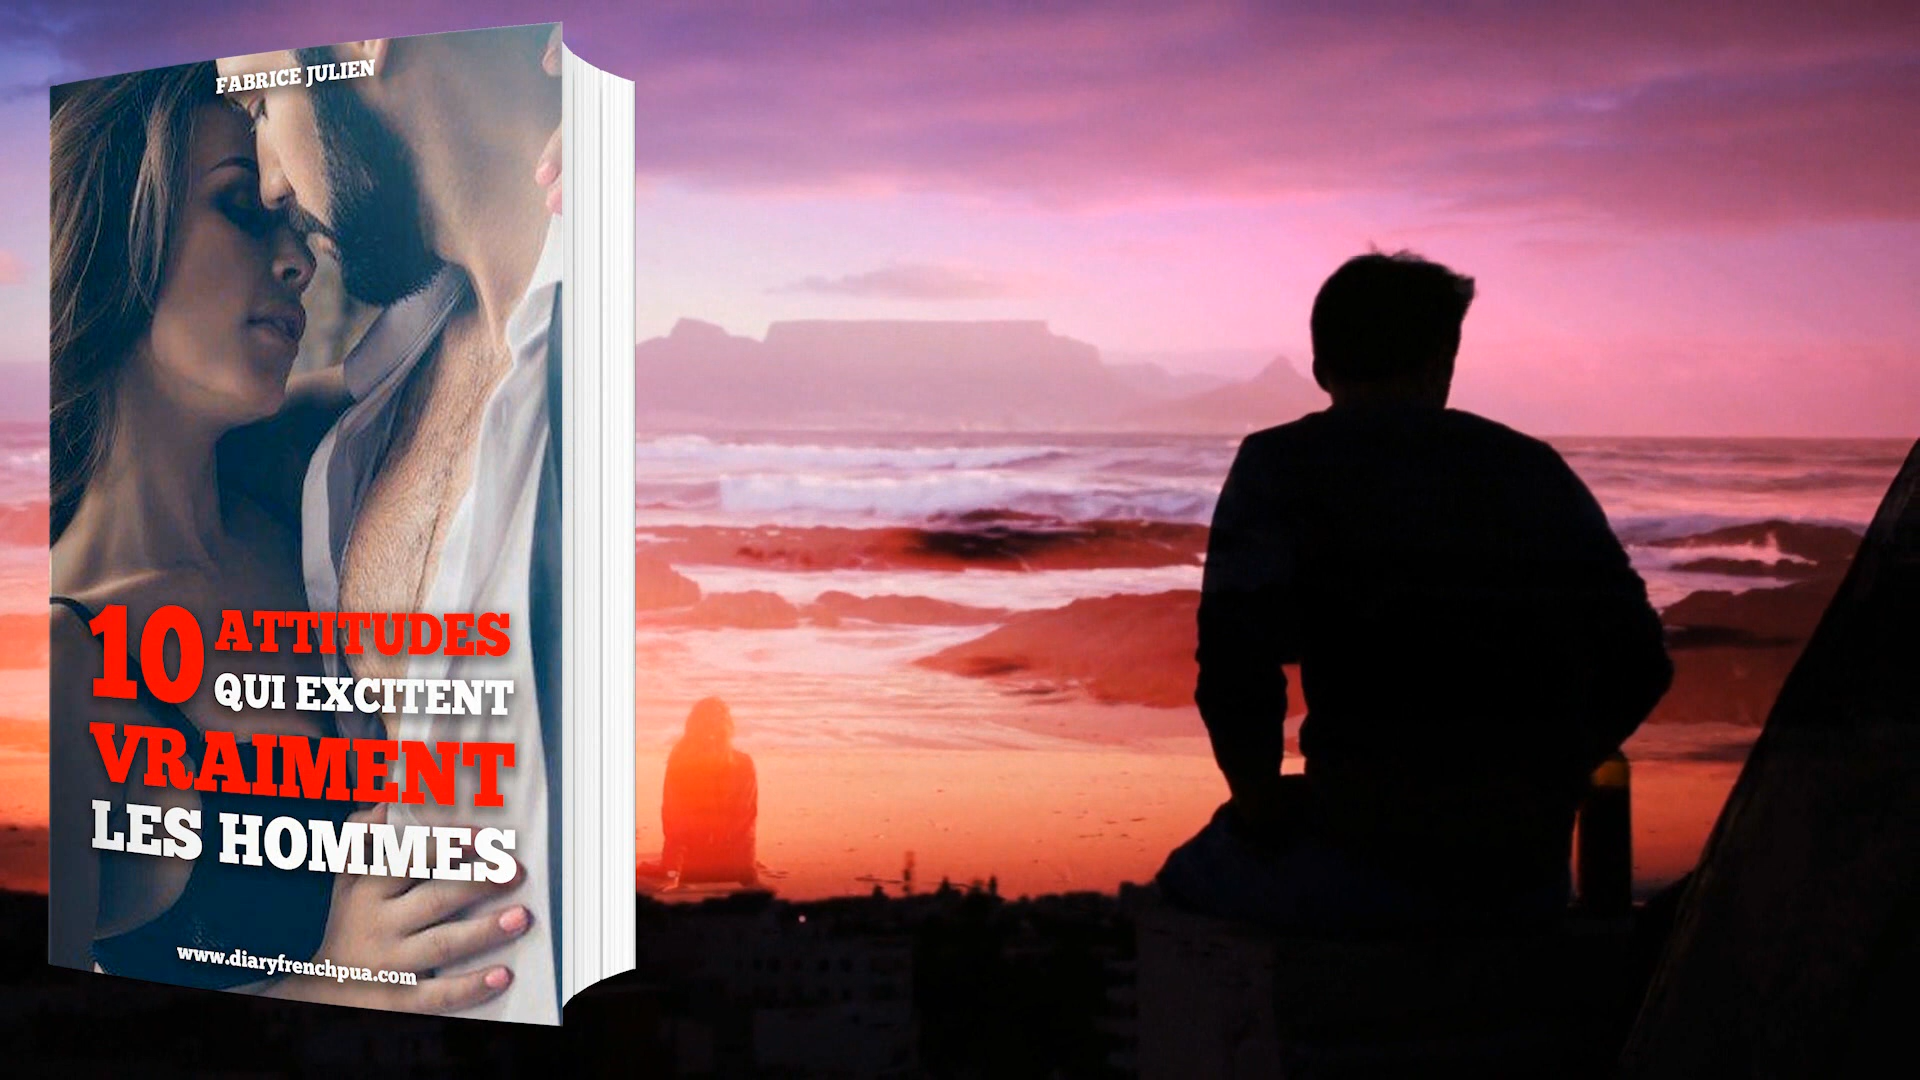 FABRICE JULIEN
10 ATTITUDES
QUI EXCITENT
VRAIMENT
LES HOMMES
www.diaryfrenchpua.com